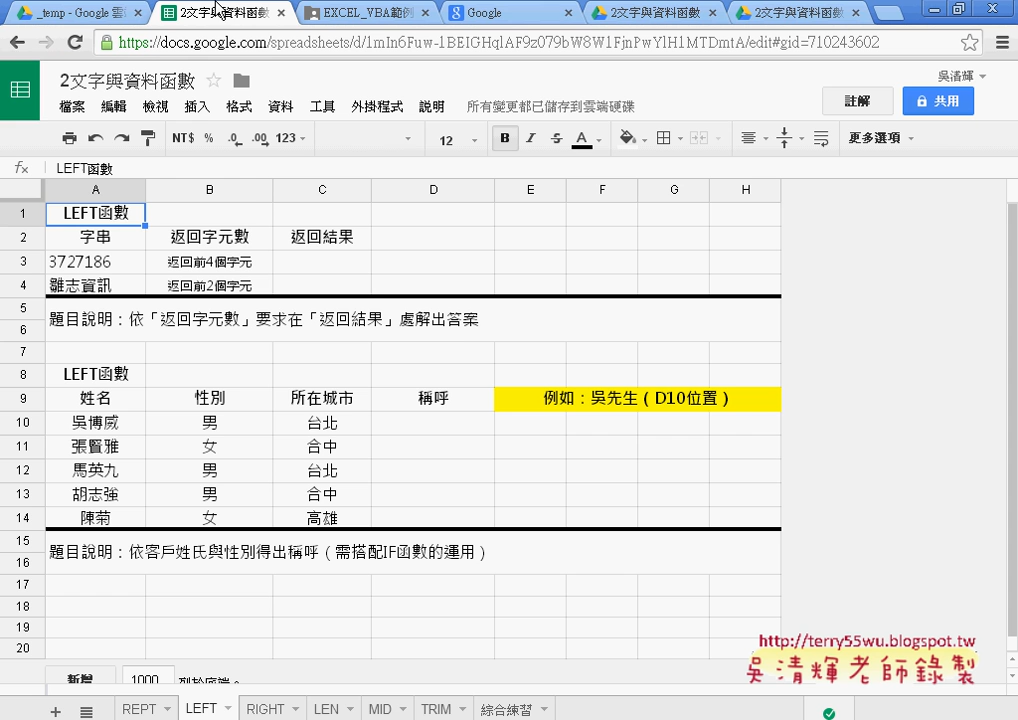 _temp - Google 雲
2文字與資料函數
EXCEL_VBA範例
Google
2文字與資料函數
2文字與資料函數
https://docs.google.com/spreadsheets/d/1mIn6Fuw-1BEIGHqlAF9z079bW8W1FjnPwYlH1MTDmtA/edit#gid=710243602
2文字與資料函數
吳清輝
檔案 編輯 檢視 插入 格式 資料 工具 外掛程式 說明 所有變更都已儲存到雲端硬碟
註解 共用
NT$ % .0 .00 123 12 B I S A 更多選項
fx LEFT函數
A B C D E F G H
1 LEFT函數
2 字串 返回字元數 返回結果
3 3727186 返回前4個字元
4 雛志資訊 返回前2個字元
5
題目說明：依「返回字元數」要求在「返回結果」處解出答案
6
7
8 LEFT函數
9 姓名 性別 所在城市 稱呼 例如：吳先生（D10位置）
10 吳博威 男 台北
11 張賢雅 女 台中
12 馬英九 男 台北
13 胡志強 男 台中
14 陳菊 女 高雄
15
題目說明：依客戶姓氏與性別得出稱呼（需搭配IF函數的運用）
16
17
18
19
20
http://terry55wu.blogspot.tw
吳清輝老師錄製
新增 1000 列於底端。
REPT LEFT RIGHT LEN MID TRIM 綜合練習